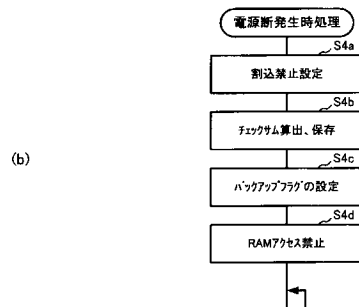 電源断発生時処理
S4a
割込禁止設定
S4b
チェックサム算出、保存
(b)
S4c
バックアップフラグの設定
S4d
RAMアクセス禁止